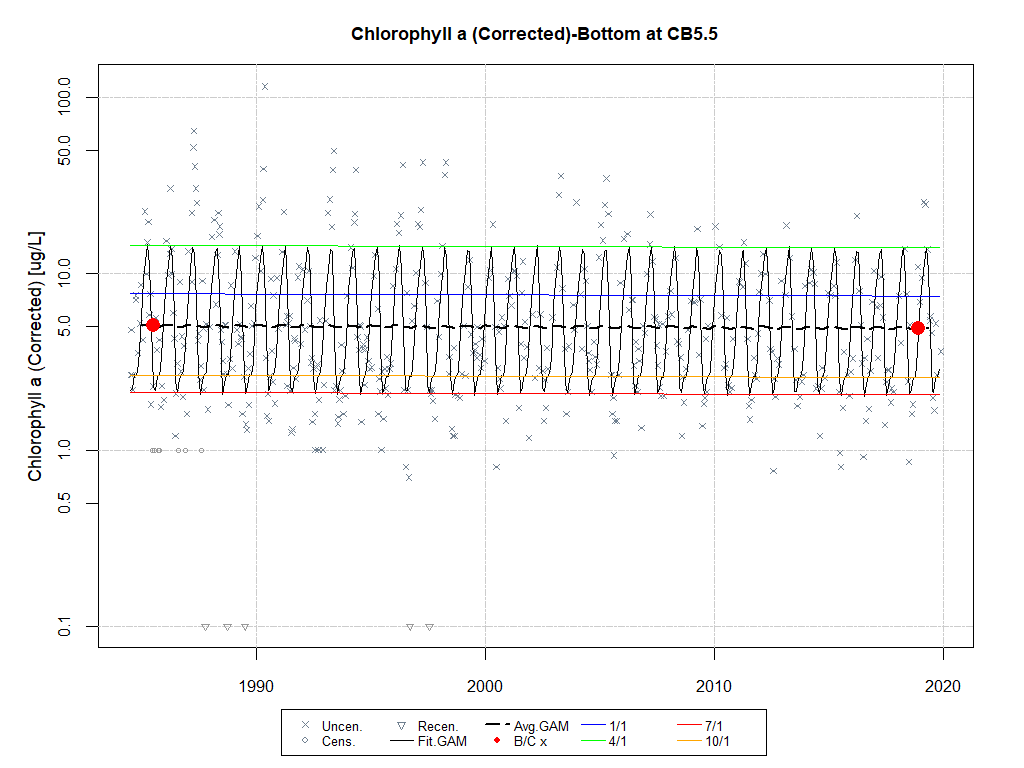 Chlorophyll a (Corrected)-Bottom at CB5.5
Chlorophyll a (Corrected) [ug/L]
100.0
50.0
10.0
5.0
1.0
0.5
0.1
1990 2000 2010 2020
Uncen. Recen. Avg.GAM 1/1 7/1
Cens. Fit.GAM B/C x 4/1 10/1